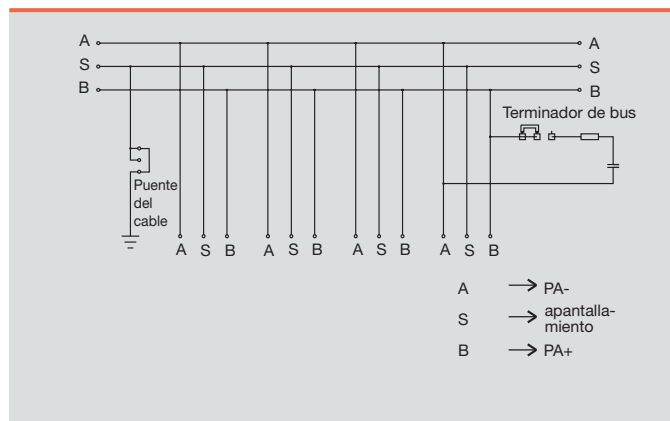 A A
S S
B B
Terminador de bus
Puente
del
cable
A S B A S B A S B A S B
A PA-
S apantalla-
miento
B PA+